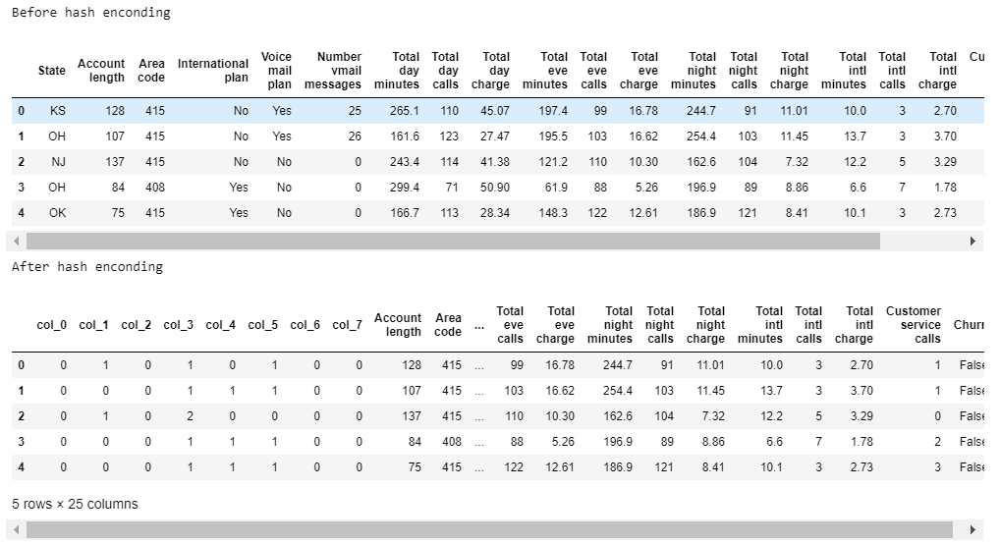 Before hash enconding
State Account length Area code International plan Voice mail plan Number vmail messages Total day minutes Total day calls Total day charge Total eve minutes Total eve calls Total eve charge Total night minutes Total night calls Total night charge Total intl minutes Total intl calls Total intl charge Cu
0 KS 128 415 No Yes 25 265.1 110 45.07 197.4 99 16.78 244.7 91 11.01 10.0 3 2.70
1 OH 107 415 No Yes 26 161.6 123 27.47 195.5 103 16.62 254.4 103 11.45 13.7 3 3.70
2 NJ 137 415 No No 0 243.4 114 41.38 121.2 110 10.30 162.6 104 7.32 12.2 5 3.29
3 OH 84 408 Yes No 0 299.4 71 50.90 61.9 88 5.26 196.9 89 8.86 6.6 7 1.78
4 OK 75 415 Yes No 0 166.7 113 28.34 148.3 122 12.61 186.9 121 8.41 10.1 3 2.73
After hash enconding
col_0 col_1 col_2 col_3 col_4 col_5 col_6 col_7 Account length Area code ... Total eve calls Total eve charge Total night minutes Total night calls Total night charge Total intl minutes Total intl calls Total intl charge Customer service calls Churr
0 0 1 0 1 0 1 0 0 128 415 ... 99 16.78 244.7 91 11.01 10.0 3 2.70 1 False
1 0 0 0 1 1 1 0 0 107 415 ... 103 16.62 254.4 103 11.45 13.7 3 3.70 1 False
2 0 1 0 2 0 0 0 0 137 415 ... 110 10.30 162.6 104 7.32 12.2 5 3.29 0 False
3 0 0 0 1 1 1 0 0 84 408 ... 88 5.26 196.9 89 8.86 6.6 7 1.78 2 False
4 0 0 0 1 1 1 0 0 75 415 ... 122 12.61 186.9 121 8.41 10.1 3 2.73 3 False
5 rows × 25 columns